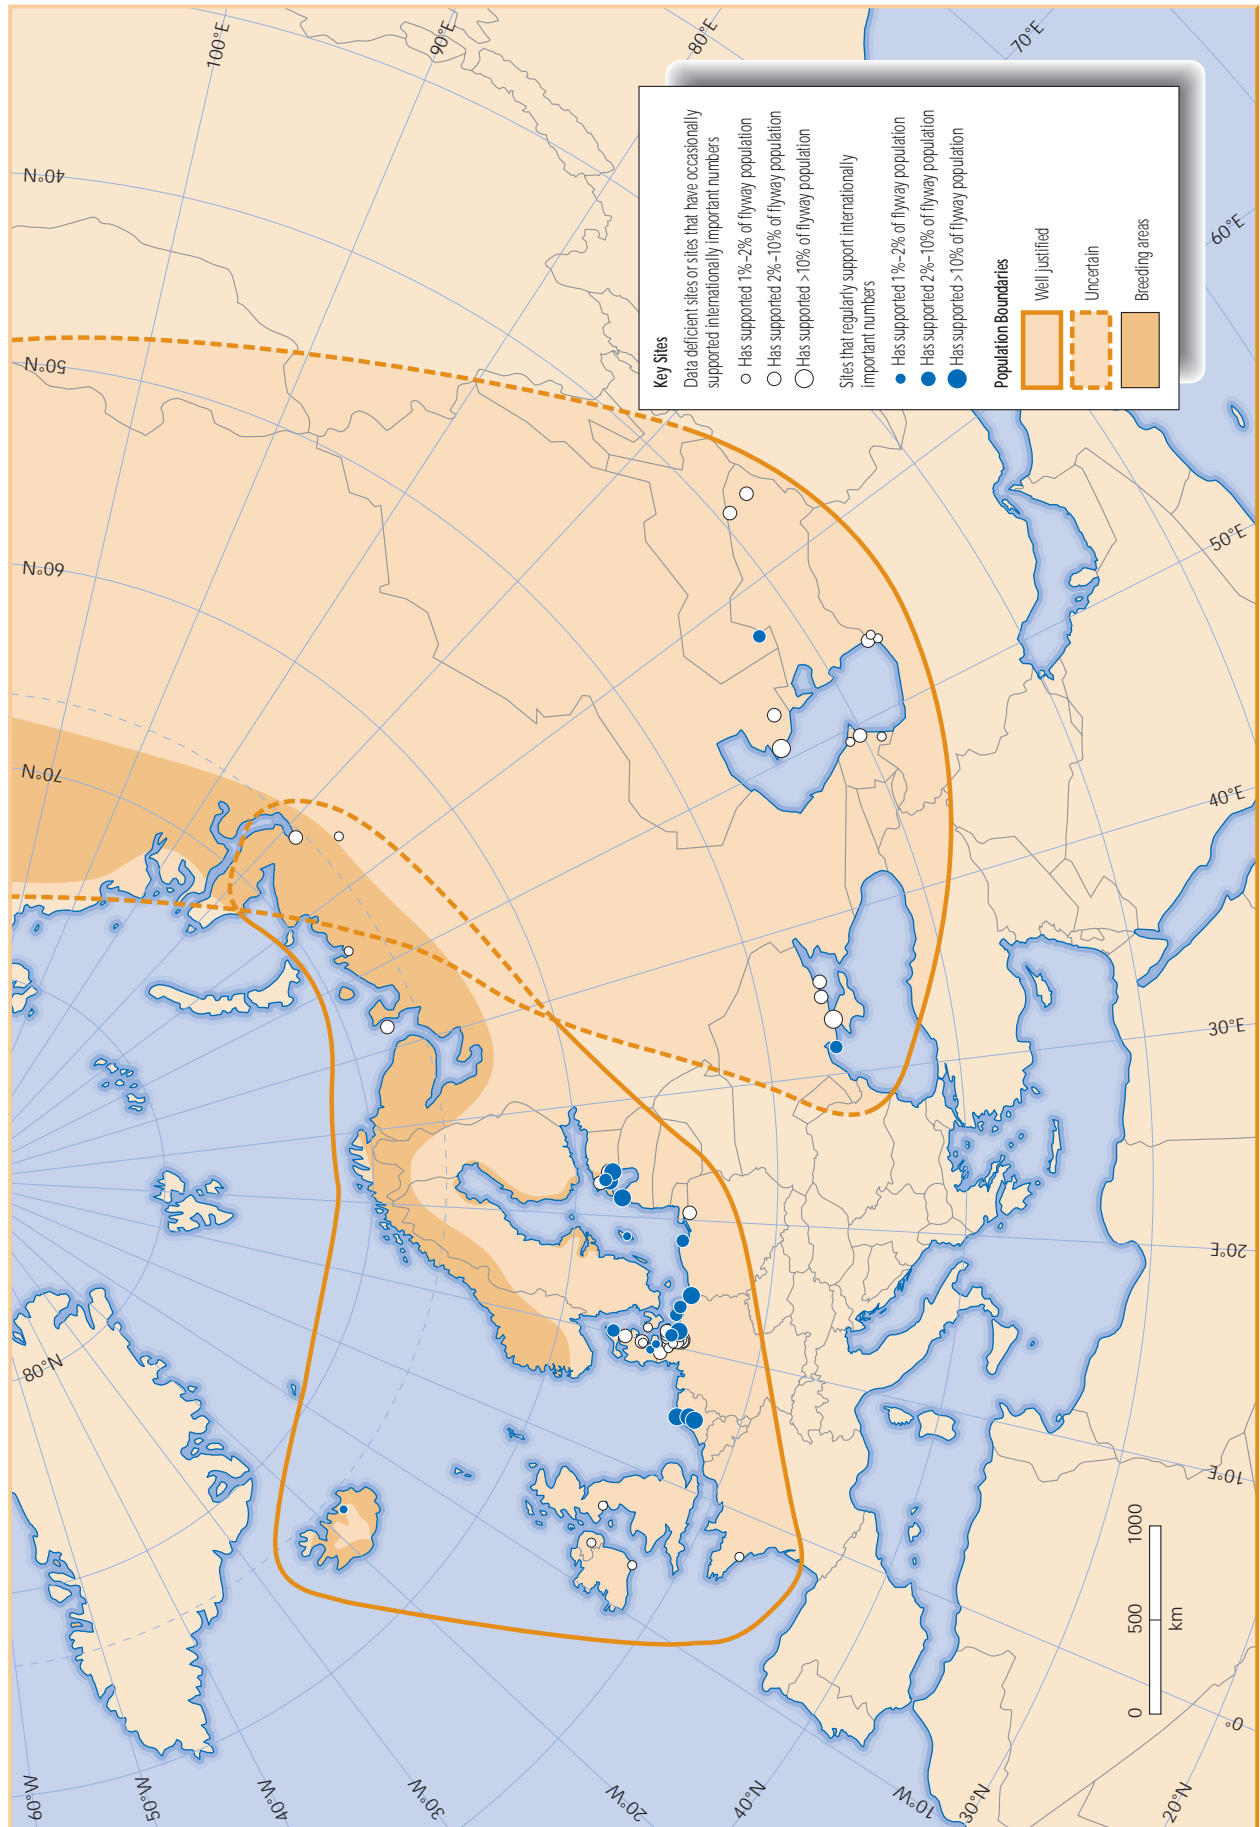 Key Sites
Data deficient sites or sites that have occasionally
supported internationally important numbers
Has supported 1%–2% of flyway population
Has supported 2%–10% of flyway population
Has supported >10% of flyway population
Sites that regularly support internationally
important numbers
Has supported 1%–2% of flyway population
Has supported 2%–10% of flyway population
Has supported >10% of flyway population
Population Boundaries
Well justified
Uncertain
Breeding areas
60°W
50°W
40°W
30°W
20°W
10°W
0°
10°E
20°E
30°E
40°E
50°E
60°E
70°E
80°E
90°E
100°E
80°N
70°N
60°N
50°N
40°N
40°N
30°N
20°N
0 500 1000
km